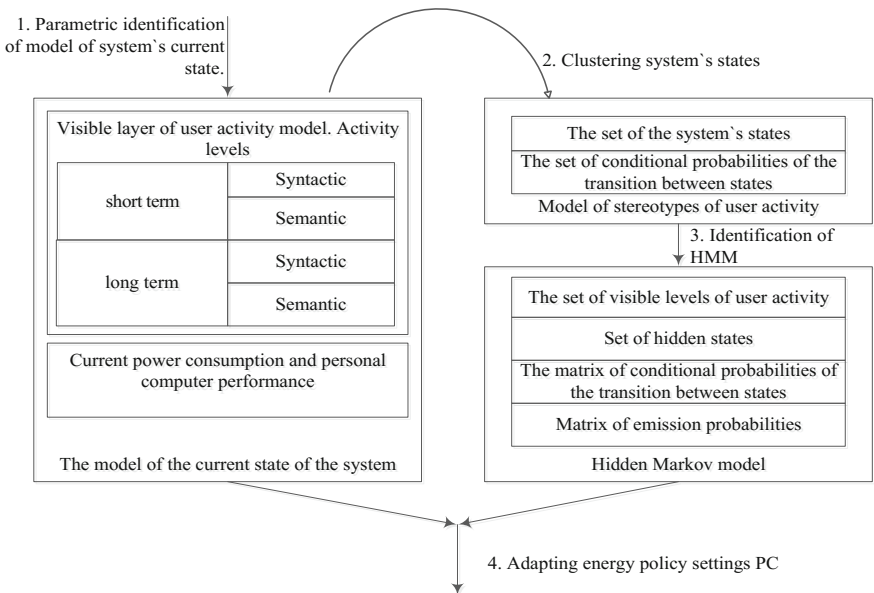 1. Parametric identification
of model of system`s current
state.
Visible layer of user activity model. Activity
levels
short term
Syntactic
Semantic
long term
Syntactic
Semantic
Current power consumption and personal
computer performance
The model of the current state of the system
2. Clustering system`s states
The set of the system`s states
The set of conditional probabilities of the
transition between states
Model of stereotypes of user activity
3. Identification of
HMM
The set of visible levels of user activity
Set of hidden states
The matrix of conditional probabilities of
the transition between states
Matrix of emission probabilities
Hidden Markov model
4. Adapting energy policy settings PC